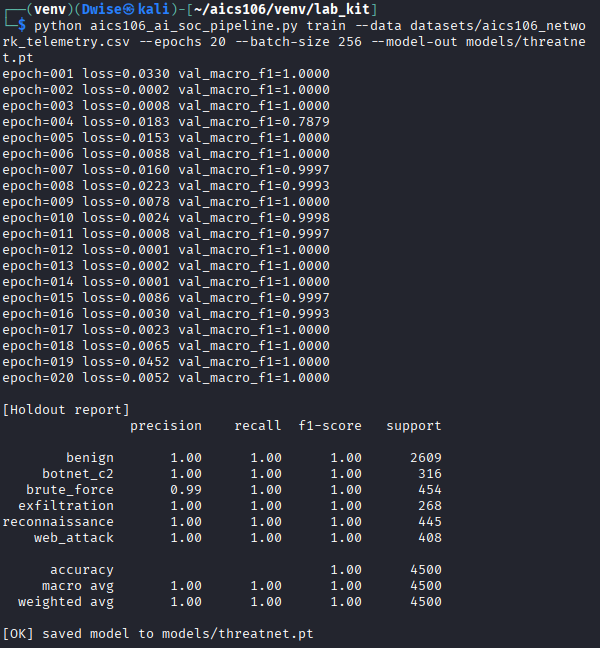 ┌──(venv)(Dwise㉿kali)-[~/aics106/venv/lab_kit]
└─$ python aics106_ai_soc_pipeline.py train --data datasets/aics106_netwo
rk_telemetry.csv --epochs 20 --batch-size 256 --model-out models/threatne
t.pt
epoch=001 loss=0.0330 val_macro_f1=1.0000
epoch=002 loss=0.0002 val_macro_f1=1.0000
epoch=003 loss=0.0008 val_macro_f1=1.0000
epoch=004 loss=0.0183 val_macro_f1=0.7879
epoch=005 loss=0.0153 val_macro_f1=1.0000
epoch=006 loss=0.0088 val_macro_f1=1.0000
epoch=007 loss=0.0160 val_macro_f1=0.9997
epoch=008 loss=0.0223 val_macro_f1=0.9993
epoch=009 loss=0.0078 val_macro_f1=1.0000
epoch=010 loss=0.0024 val_macro_f1=0.9998
epoch=011 loss=0.0008 val_macro_f1=0.9997
epoch=012 loss=0.0001 val_macro_f1=1.0000
epoch=013 loss=0.0002 val_macro_f1=1.0000
epoch=014 loss=0.0001 val_macro_f1=1.0000
epoch=015 loss=0.0086 val_macro_f1=0.9997
epoch=016 loss=0.0030 val_macro_f1=0.9993
epoch=017 loss=0.0023 val_macro_f1=1.0000
epoch=018 loss=0.0065 val_macro_f1=1.0000
epoch=019 loss=0.0452 val_macro_f1=1.0000
epoch=020 loss=0.0052 val_macro_f1=1.0000

[Holdout report]
                precision    recall  f1-score   support

        benign       1.00      1.00      1.00      2609
     botnet_c2       1.00      1.00      1.00       316
   brute_force       0.99      1.00      1.00       454
  exfiltration       1.00      1.00      1.00       268
reconnaissance       1.00      1.00      1.00       445
    web_attack       1.00      1.00      1.00       408

      accuracy                           1.00      4500
     macro avg       1.00      1.00      1.00      4500
  weighted avg       1.00      1.00      1.00      4500

[OK] saved model to models/threatnet.pt